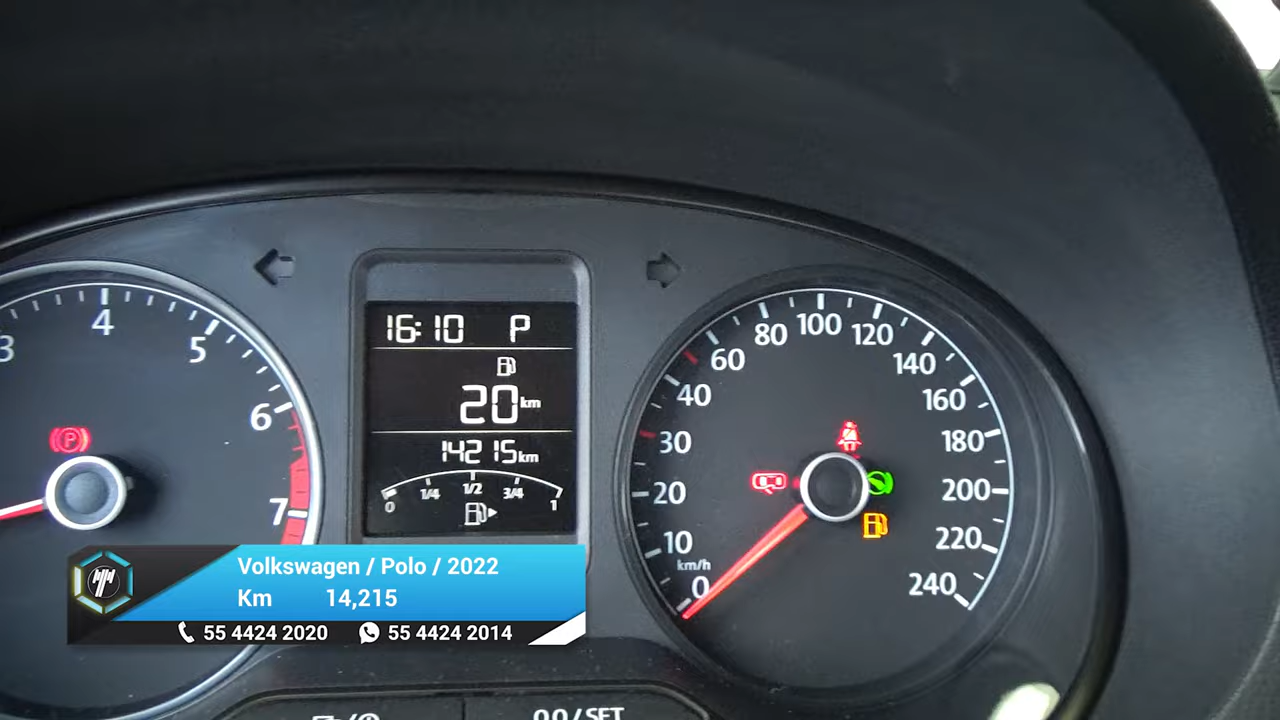 3
4
5
6
7
P
16:10 P
20 km
14215 km
0 1/4 1/2 3/4 1
0
10
20
30
40
60
80
100
120
140
160
180
200
220
240
km/h
Volkswagen / Polo / 2022
Km 14,215
55 4424 2020 55 4424 2014
0.0/SET